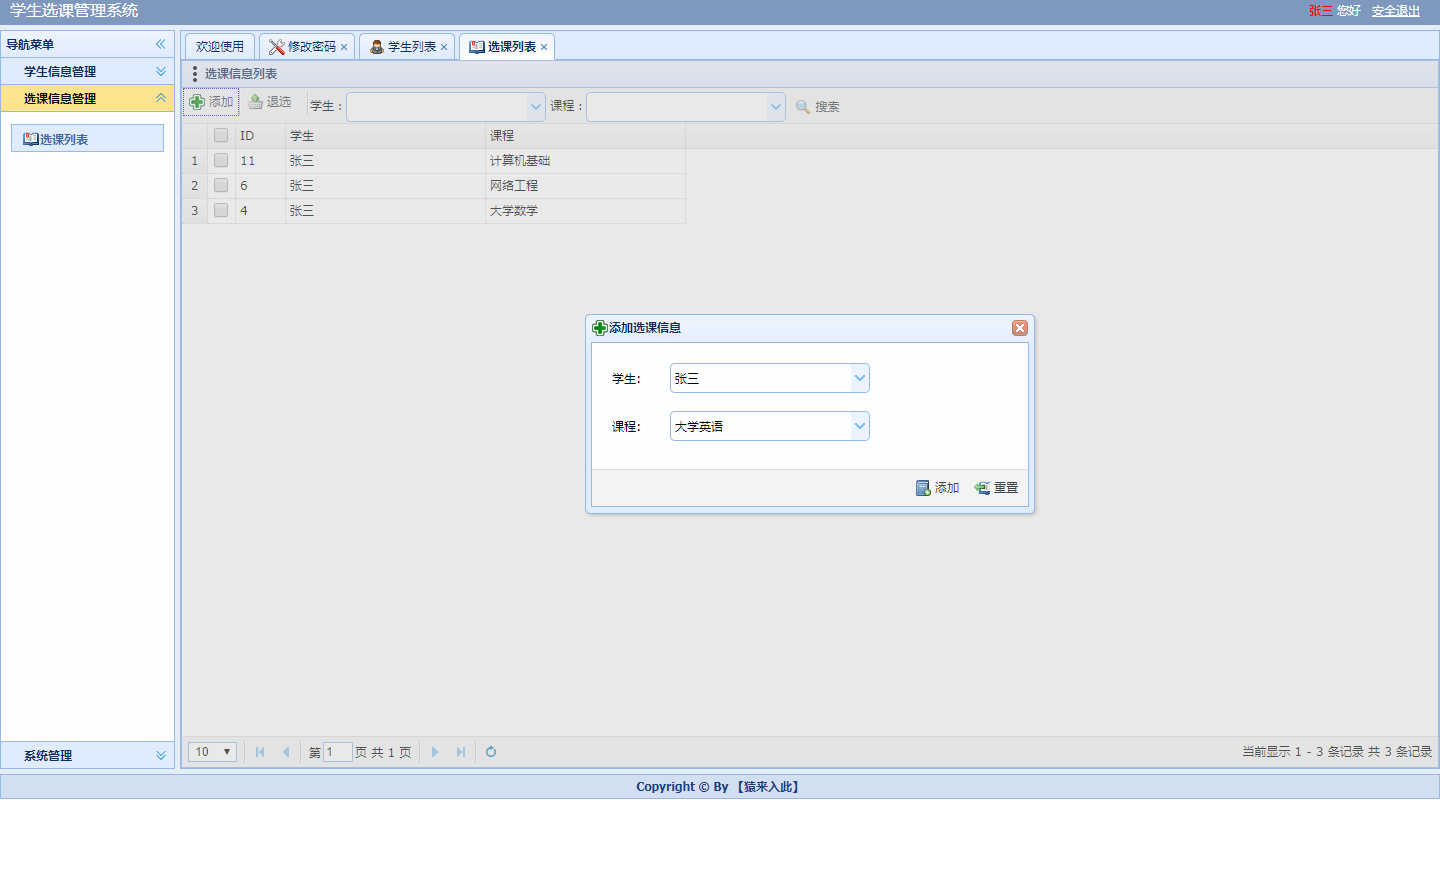 学生选课管理系统
张三 您好 安全退出
导航菜单
学生信息管理
选课信息管理
选课列表
系统管理
欢迎使用 修改密码 学生列表 选课列表
选课信息列表
添加 退选 学生： 课程： 搜索
ID 学生 课程
1 11 张三 计算机基础
2 6 张三 网络工程
3 4 张三 大学数学
添加选课信息
学生: 张三
课程: 大学英语
添加 重置
10 第 1 页 共 1 页 当前显示 1 - 3 条记录 共 3 条记录
Copyright © By 【猿来入此】